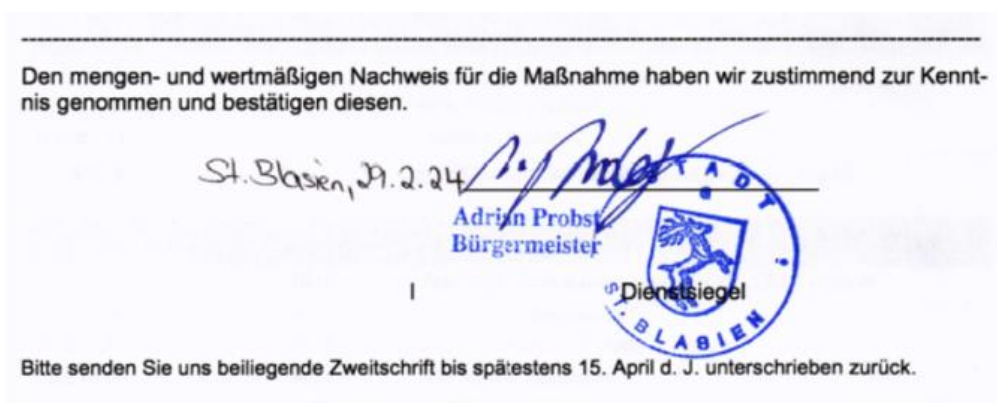 Den mengen- und wertmäßigen Nachweis für die Maßnahme haben wir zustimmend zur Kennt-
nis genommen und bestätigen diesen.
St. Blasien, 29.2.24
Adrian Probst
Bürgermeister
STADT
I
Dienstsiegel
ST. BLASIEN
Bitte senden Sie uns beiliegende Zweitschrift bis spätestens 15. April d. J. unterschrieben zurück.